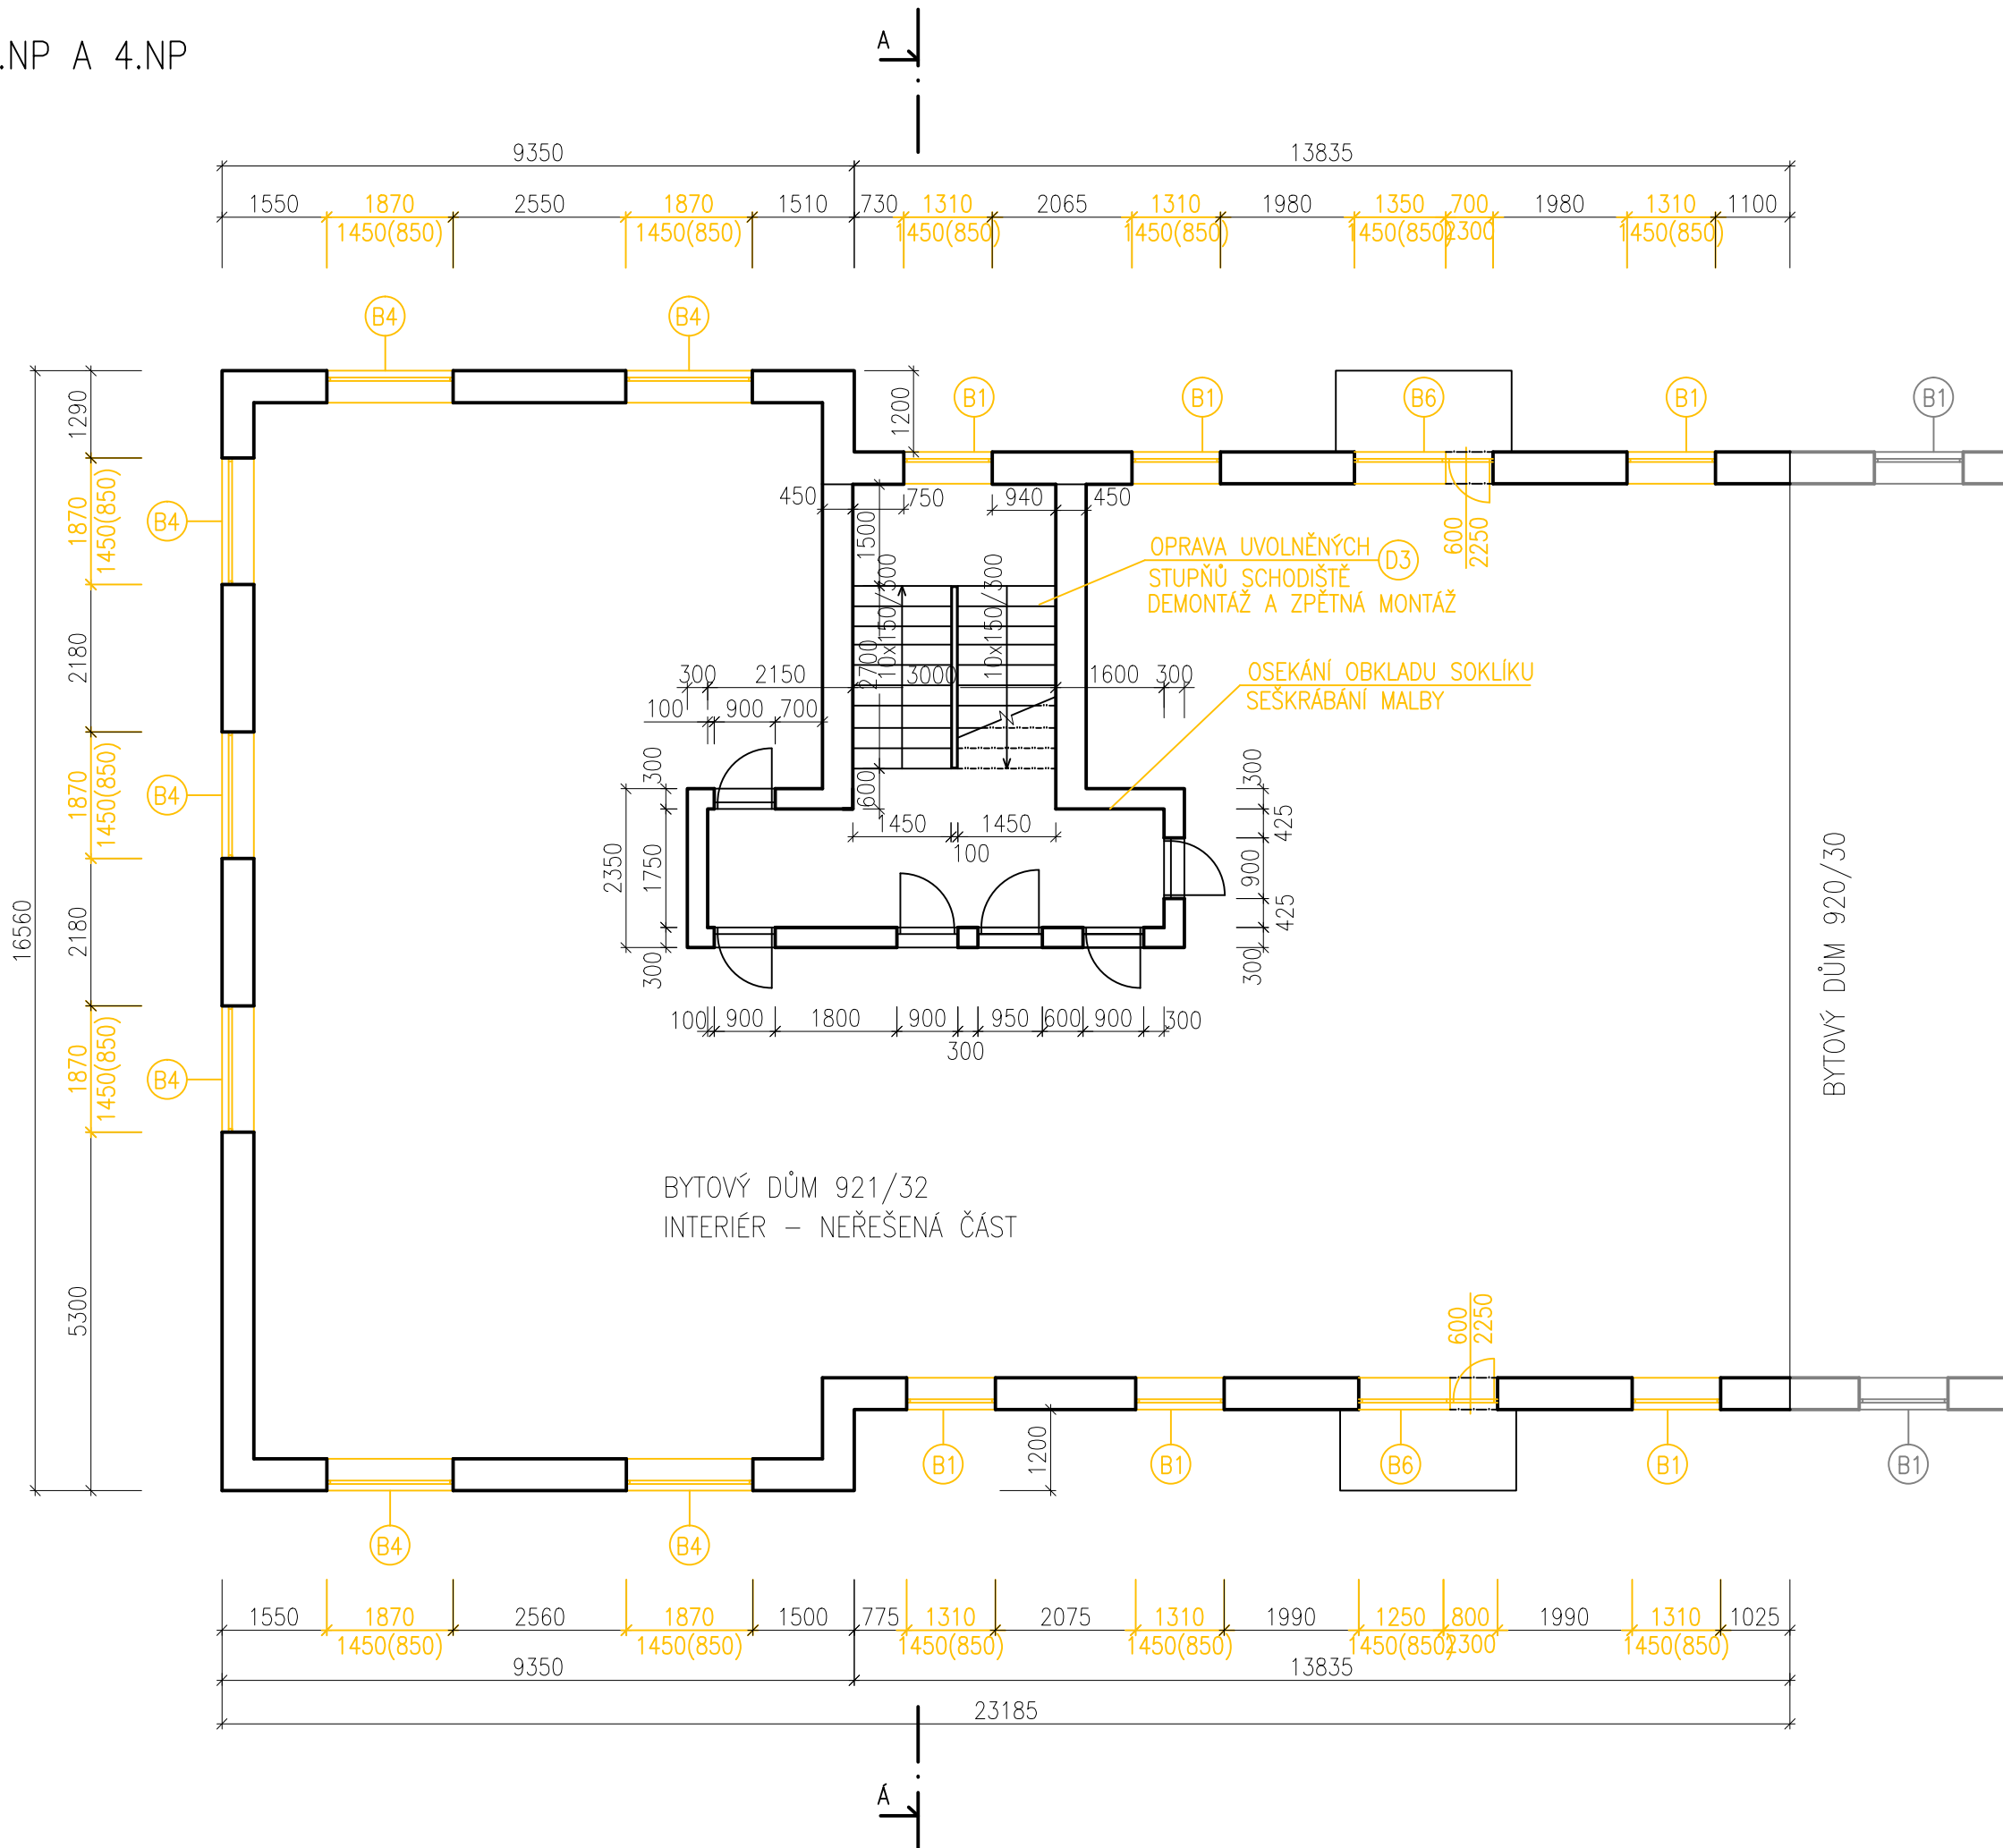 .NP A 4.NP
A
9350 13835
1550 1870 2550 1870 1510 730 1310 2065 1310 1980 1350 700 1980 1310 1100
1450(850) 1450(850) 1450(850) 1450(850) 1450(850) 2300 1450(850)
B4 B4
B1 B1 B6 B1 B1
1200
1290
1870
1450(850)
B4
2180
1870
1450(850)
B4
2180
1870
1450(850)
B4
5300
16560
450 750 940 450
1500
10x150/300
10x150/300
2700
600
2250
OPRAVA UVOLNĚNÝCH D3
STUPŇŮ SCHODIŠTĚ
DEMONTÁŽ A ZPĚTNÁ MONTÁŽ
OSEKÁNÍ OBKLADU SOKLÍKU
SEŠKRÁBÁNÍ MALBY
300 2150 3000 1600 300
100 900 700
300
1750
300
2350
600
1450 1450
100
300
425
900
425
300
100 900 1800 900 950 600 900 300
300
BYTOVÝ DŮM 920/30
BYTOVÝ DŮM 921/32
INTERIÉR – NEŘEŠENÁ ČÁST
600
2250
1200
B1 B1 B6 B1 B1
B4 B4
1550 1870 2560 1870 1500 775 1310 2075 1310 1990 1250 800 1990 1310 1025
1450(850) 1450(850) 1450(850) 1450(850) 1450(850) 2300 1450(850)
9350 13835
23185
Á